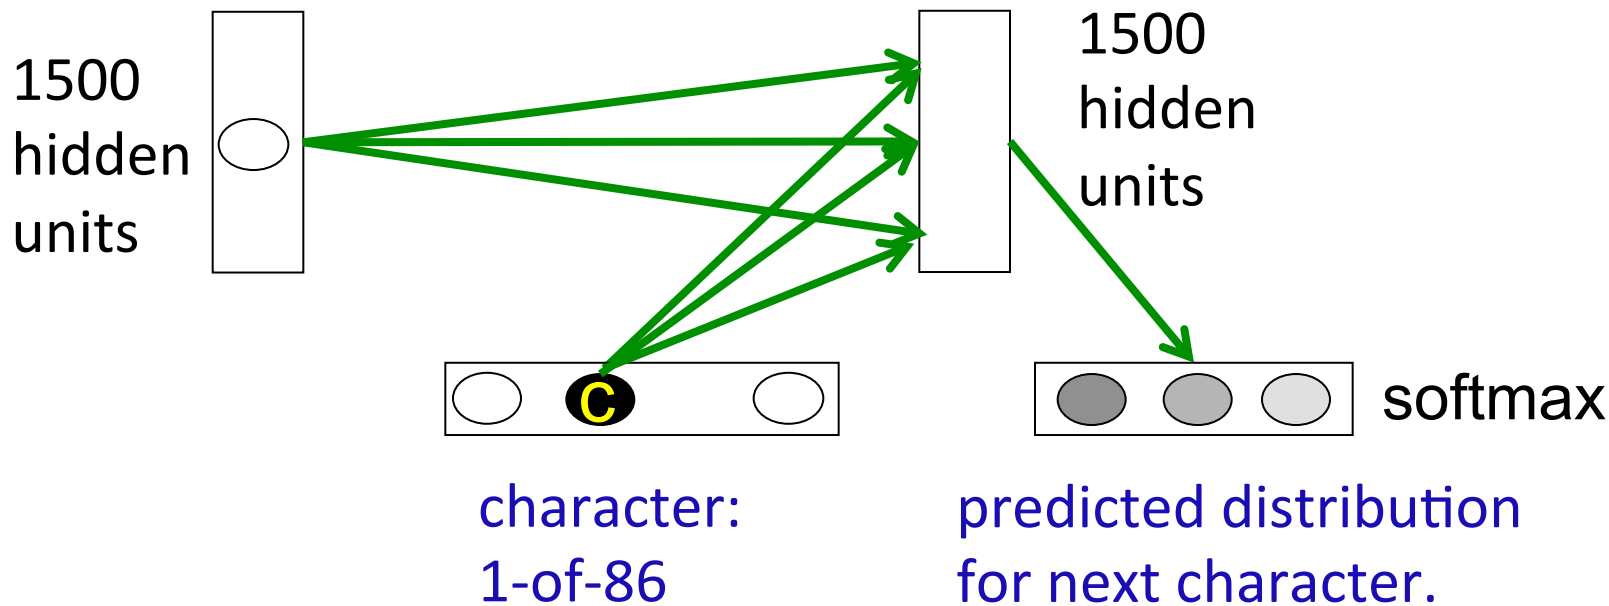 1500
hidden
units
1500
hidden
units
c
softmax
character:
1-of-86
predicted distribution
for next character.